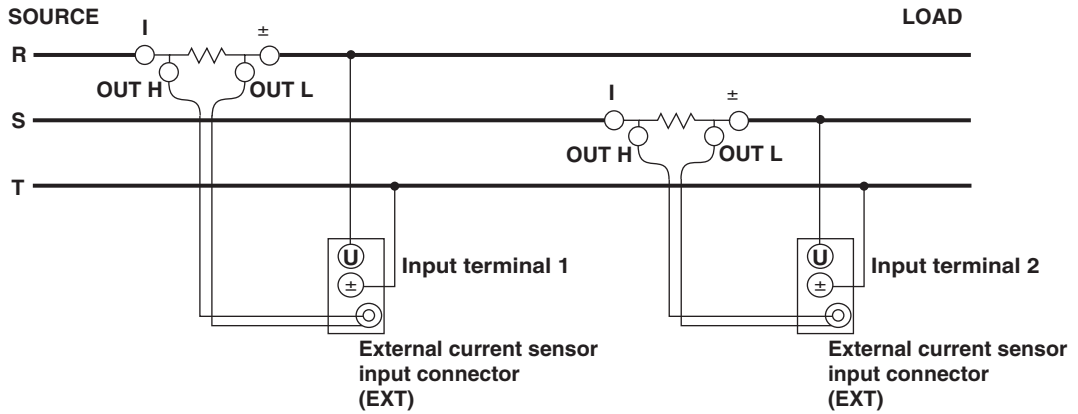 SOURCE
LOAD
I
±
R
OUT H
OUT L
I
±
S
OUT H
OUT L
T
U
Input terminal 1
±
U
Input terminal 2
±
External current sensor
input connector
(EXT)
External current sensor
input connector
(EXT)